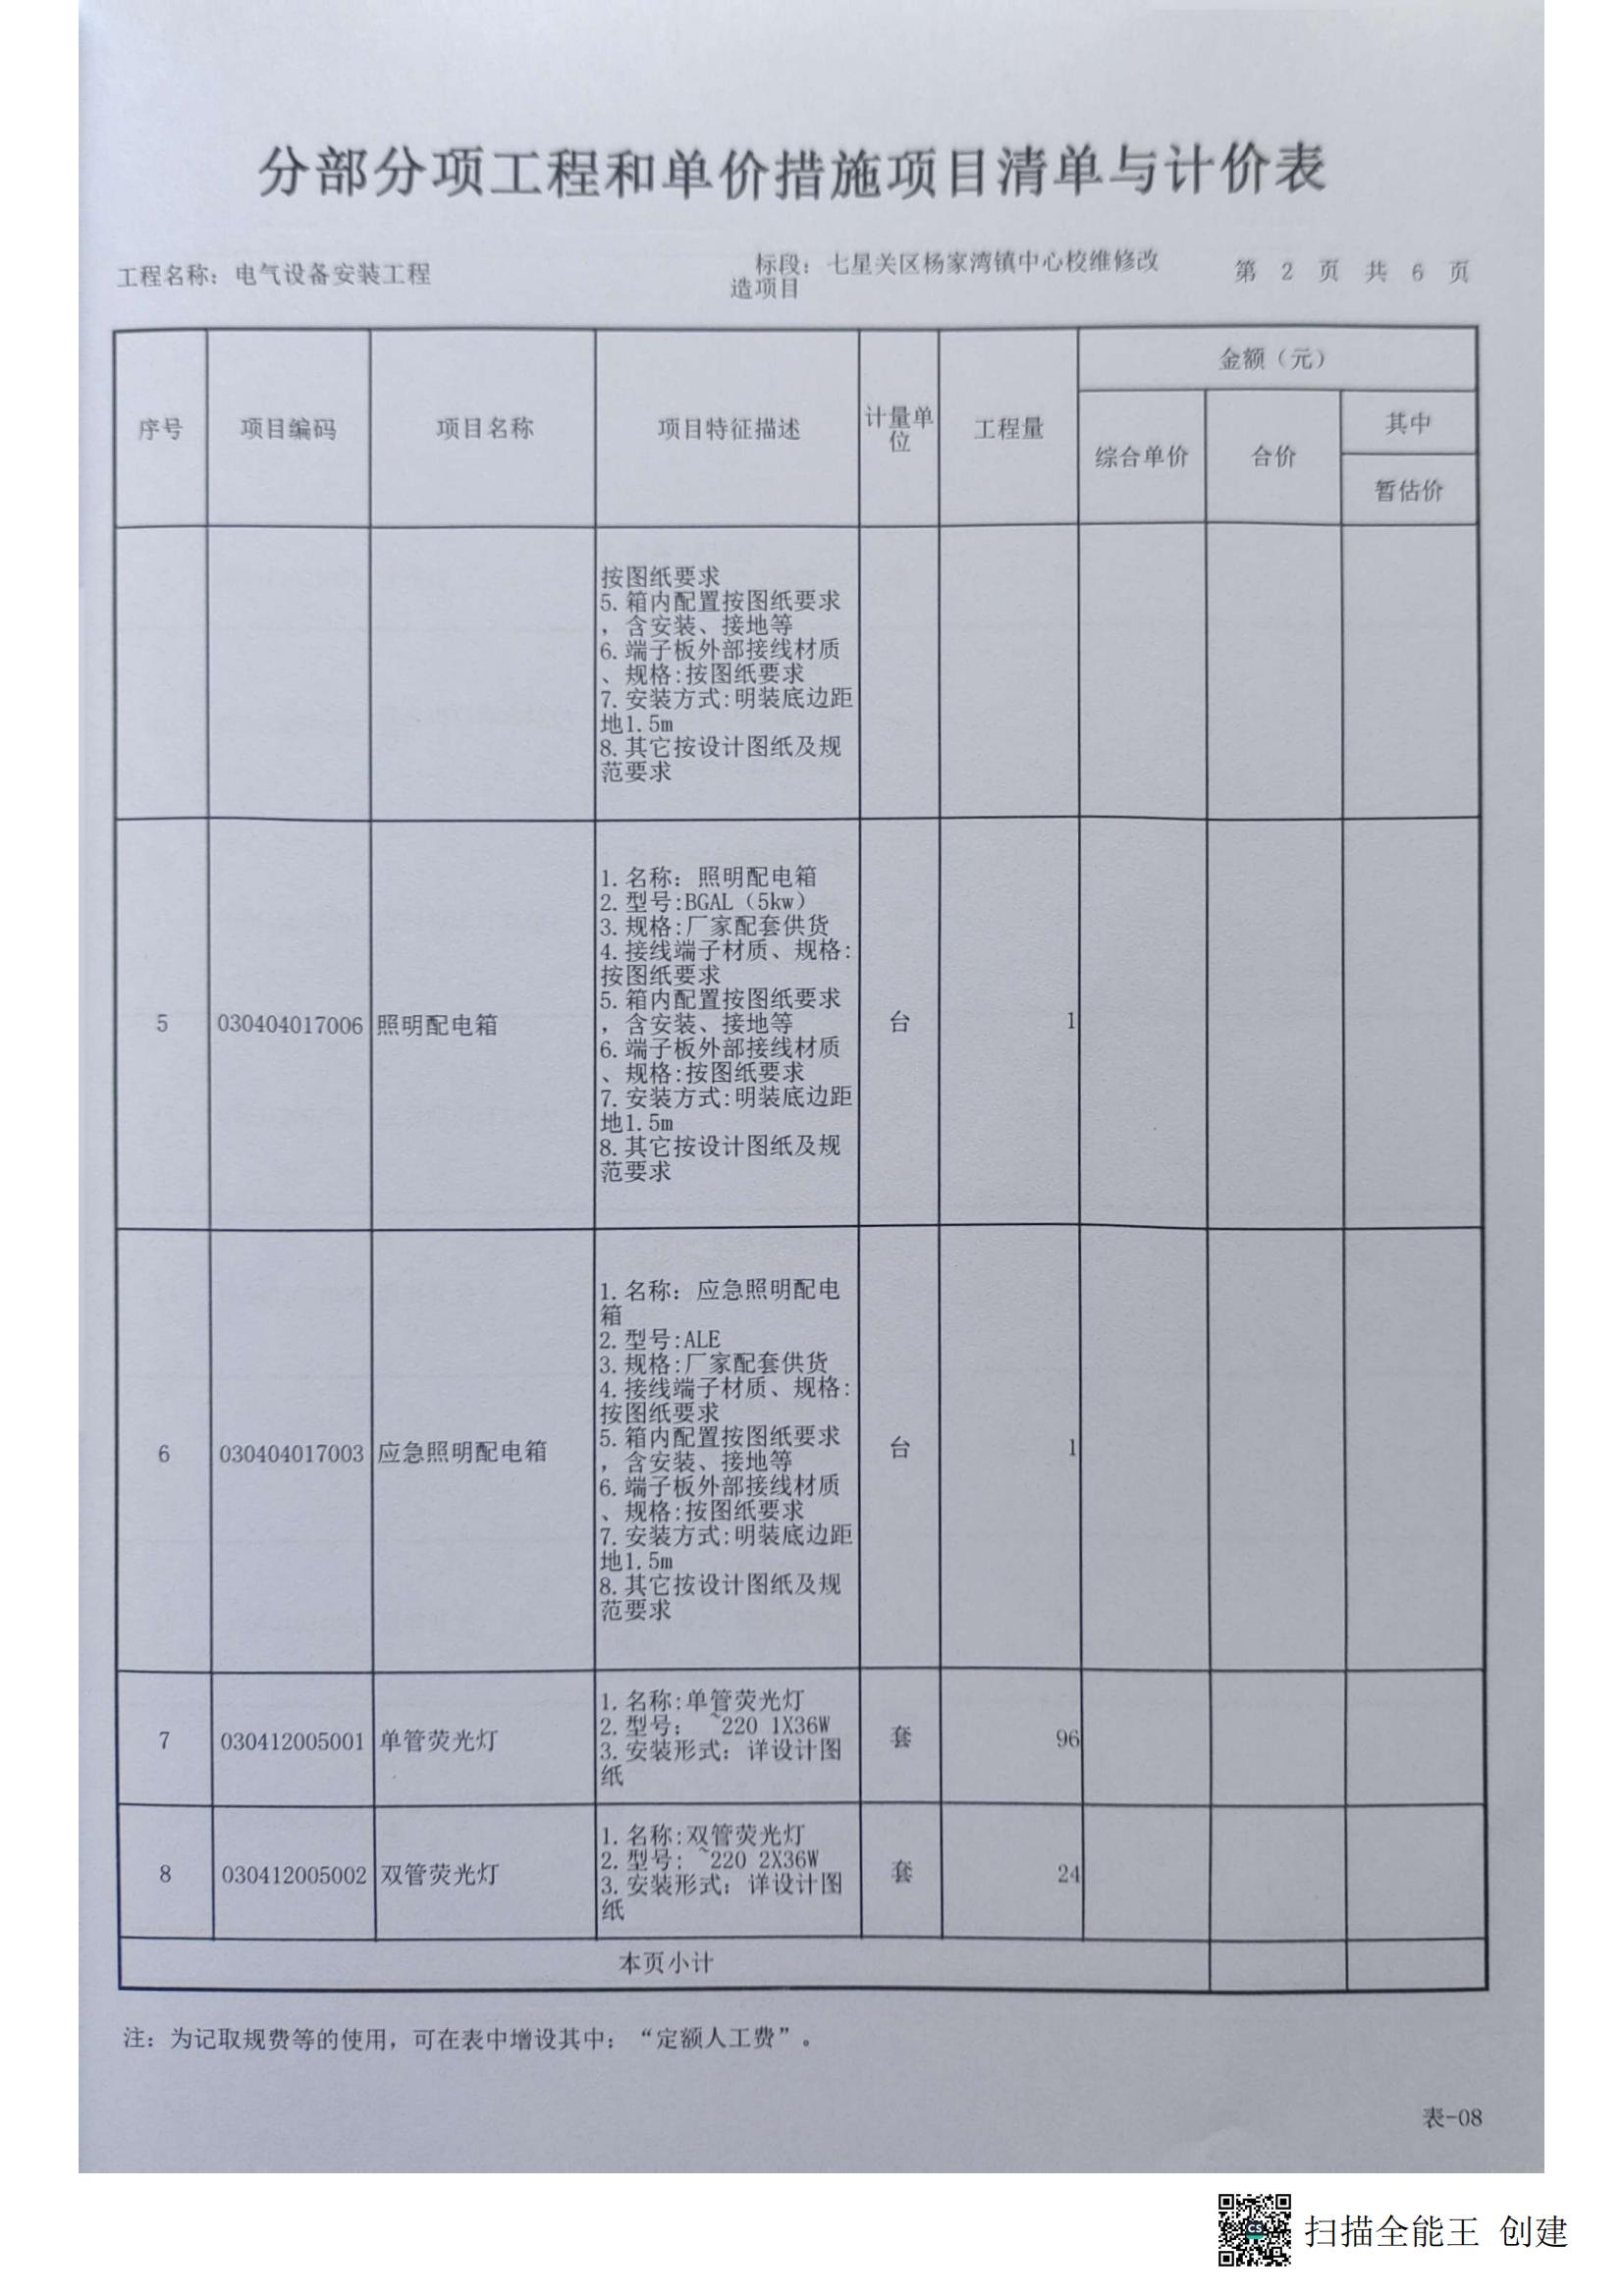 分部分项工程和单价措施项目清单与计价表
工程名称：电气设备安装工程
标段：七星关区杨家湾镇中心校维修改
造项目
第 2 页 共 6 页
序号
项目编码
项目名称
项目特征描述
计量单
位
工程量
金额（元）
综合单价
合价
其中
暂估价
按图纸要求
5.箱内配置按图纸要求
，含安装、接地等
6.端子板外部接线材质
、规格:按图纸要求
7.安装方式:明装底边距
地1.5m
8.其它按设计图纸及规
范要求
5
030404017006
照明配电箱
1.名称：照明配电箱
2.型号:BGAL（5kw）
3.规格:厂家配套供货
4.接线端子材质、规格:
按图纸要求
5.箱内配置按图纸要求
，含安装、接地等
6.端子板外部接线材质
、规格:按图纸要求
7.安装方式:明装底边距
地1.5m
8.其它按设计图纸及规
范要求
台
1
6
030404017003
应急照明配电箱
1.名称：应急照明配电
箱
2.型号:ALE
3.规格:厂家配套供货
4.接线端子材质、规格:
按图纸要求
5.箱内配置按图纸要求
，含安装、接地等
6.端子板外部接线材质
、规格:按图纸要求
7.安装方式:明装底边距
地1.5m
8.其它按设计图纸及规
范要求
台
1
7
030412005001
单管荧光灯
1.名称:单管荧光灯
2.型号： ~220 1X36W
3.安装形式：详设计图
纸
套
96
8
030412005002
双管荧光灯
1.名称:双管荧光灯
2.型号: ~220 2X36W
3.安装形式：详设计图
纸
套
24
本页小计
注：为记取规费等的使用，可在表中增设其中：“定额人工费”。
表-08
CS
扫描全能王 创建